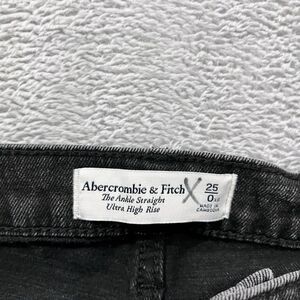 Abercrombie & Fitch
The Ankle Straight
Ultra High Rise
25
0
MADE IN
CAMBODIA